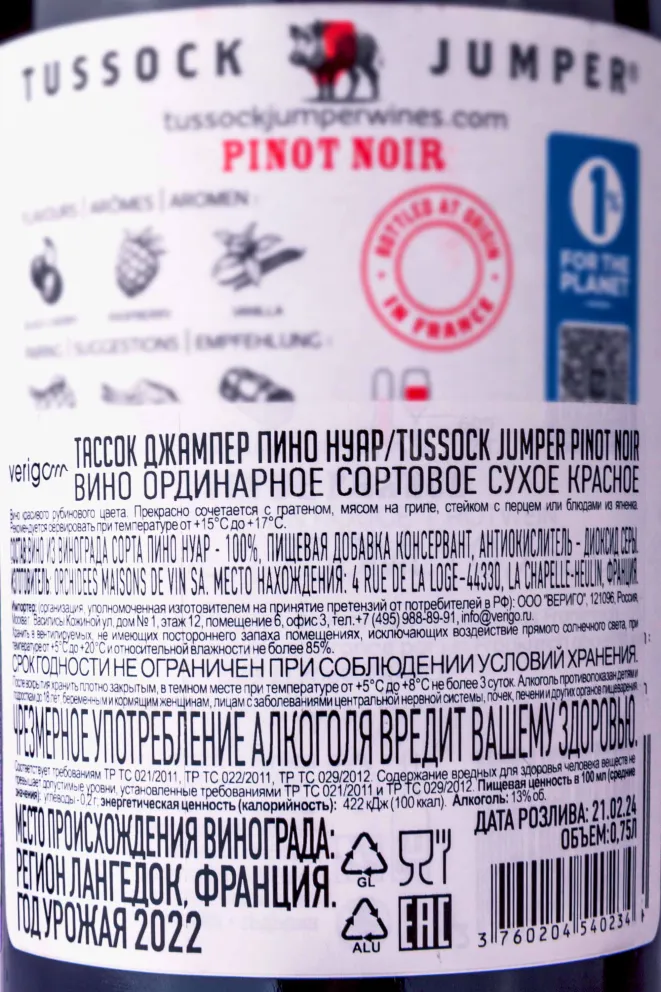 TUSSOCK JUMPER®
tussockjumperwines.com
PINOT NOIR
FLAVOURS | ARÔMES | AROMEN :
BOTTLED AT ORIGIN
IN FRANCE
1%
FOR THE
PLANET
RASPBERRY VANILLA
SUGGESTIONS | EMPFEHLUNG :
verigo
ТАССОК ДЖАМПЕР ПИНО НУАР/TUSSOCK JUMPER PINOT NOIR
ВИНО ОРДИНАРНОЕ СОРТОВОЕ СУХОЕ КРАСНОЕ
Вино красивого рубинового цвета. Прекрасно сочетается с гратеном, мясом на гриле, стейком с перцем или блюдами из ягненка.
Рекомендуется сервировать при температуре от +15°C до +17°C.
СОСТАВ: ВИНО ИЗ ВИНОГРАДА СОРТА ПИНО НУАР - 100%, ПИЩЕВАЯ ДОБАВКА КОНСЕРВАНТ, АНТИОКИСЛИТЕЛЬ - ДИОКСИД СЕРЫ.
ИЗГОТОВИТЕЛЬ: ORCHIDEES MAISONS DE VIN SA. МЕСТО НАХОЖДЕНИЯ: 4 RUE DE LA LOGE-44330, LA CHAPELLE-HEULIN, ФРАНЦИЯ.
Импортер (организация, уполномоченная изготовителем на принятие претензий от потребителей в РФ): ООО "ВЕРИГО", 121096, Россия,
Москва г. Василисы Кожиной ул, дом № 1, этаж 12, помещение 6, офис 3, тел.+7 (495) 988-89-91, info@verigo.ru.
Хранить в вентилируемых, не имеющих постороннего запаха помещениях, исключающих воздействие прямого солнечного света, при
температуре от +5°C до +20°C и относительной влажности не более 85%.
СРОК ГОДНОСТИ НЕ ОГРАНИЧЕН ПРИ СОБЛЮДЕНИИ УСЛОВИЙ ХРАНЕНИЯ.
После вскрытия хранить плотно закрытым, в темном месте при температуре от +5°C до +8°C не более 3 суток. Алкоголь противопоказан детям и
подросткам до 18 лет, беременным и кормящим женщинам, лицам с заболеваниями центральной нервной системы, почек, печени и других органов пищеварения.
ЧРЕЗМЕРНОЕ УПОТРЕБЛЕНИЕ АЛКОГОЛЯ ВРЕДИТ ВАШЕМУ ЗДОРОВЬЮ.
Соответствует требованиям ТР ТС 021/2011, ТР ТС 022/2011, ТР ТС 029/2012. Содержание вредных для здоровья человека веществ не
превышает допустимые уровни, установленные требованиями ТР ТС 021/2011 и ТР ТС 029/2012. Пищевая ценность в 100 мл (средние
значения): углеводы - 0.2 г; энергетическая ценность (калорийность): 422 кДж (100 ккал). Алкоголь: 13% об.
МЕСТО ПРОИСХОЖДЕНИЯ ВИНОГРАДА:
РЕГИОН ЛАНГЕДОК, ФРАНЦИЯ.
ГОД УРОЖАЯ 2022
GL
ALU
EAC
ДАТА РОЗЛИВА: 21.02.24
ОБЪЕМ:0,75Л
3 760204 540234